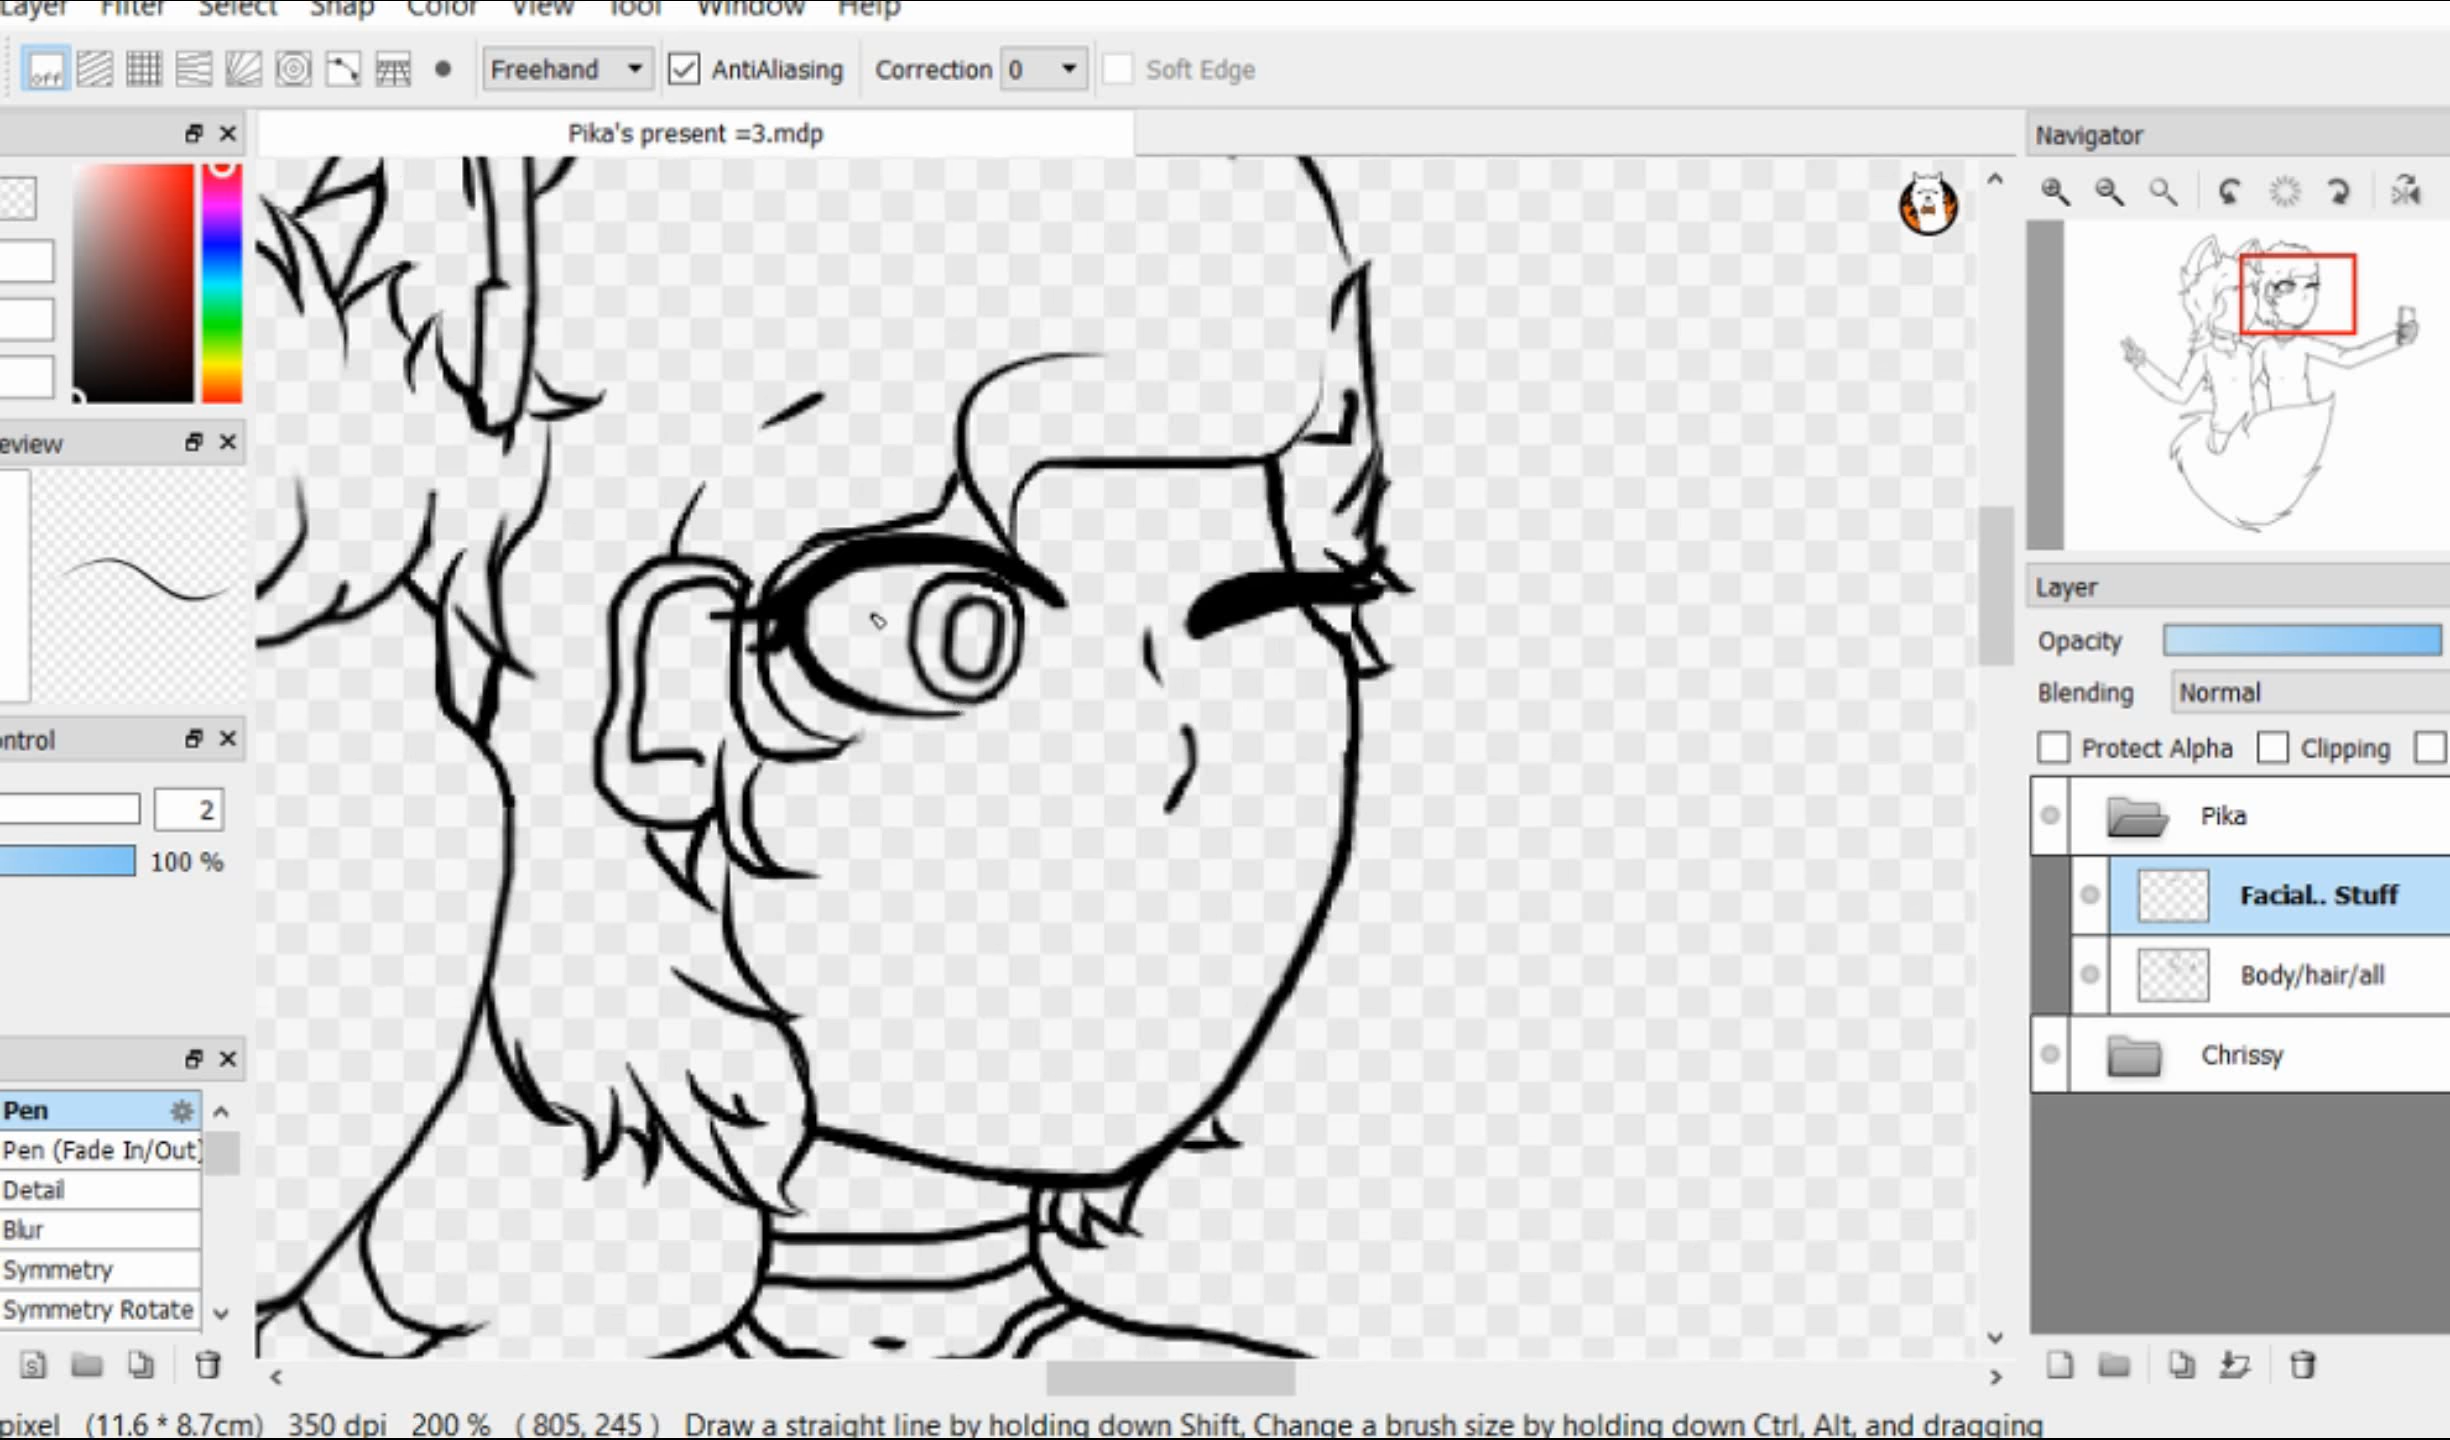 Layer Filter Select Snap Color View Tool Window Help
off Freehand AntiAliasing Correction 0 Soft Edge
Pika's present =3.mdp
Navigator
eview
ontrol
2
100 %
Pen
Pen (Fade In/Out)
Detail
Blur
Symmetry
Symmetry Rotate
Layer
Opacity
Blending Normal
Protect Alpha Clipping
Pika
Facial.. Stuff
Body/hair/all
Chrissy
pixel (11.6 * 8.7cm) 350 dpi 200 % ( 805, 245 ) Draw a straight line by holding down Shift, Change a brush size by holding down Ctrl, Alt, and dragging